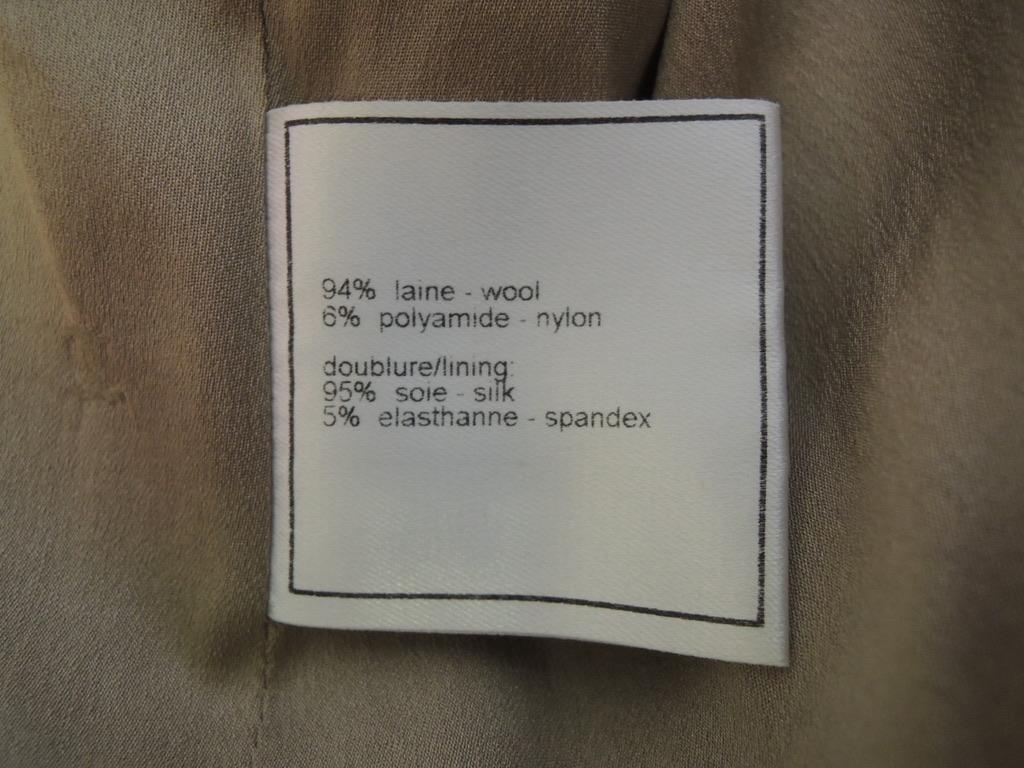 94% laine - wool
6% polyamide - nylon
doublure/lining:
95% soie - silk
5% elasthanne - spandex